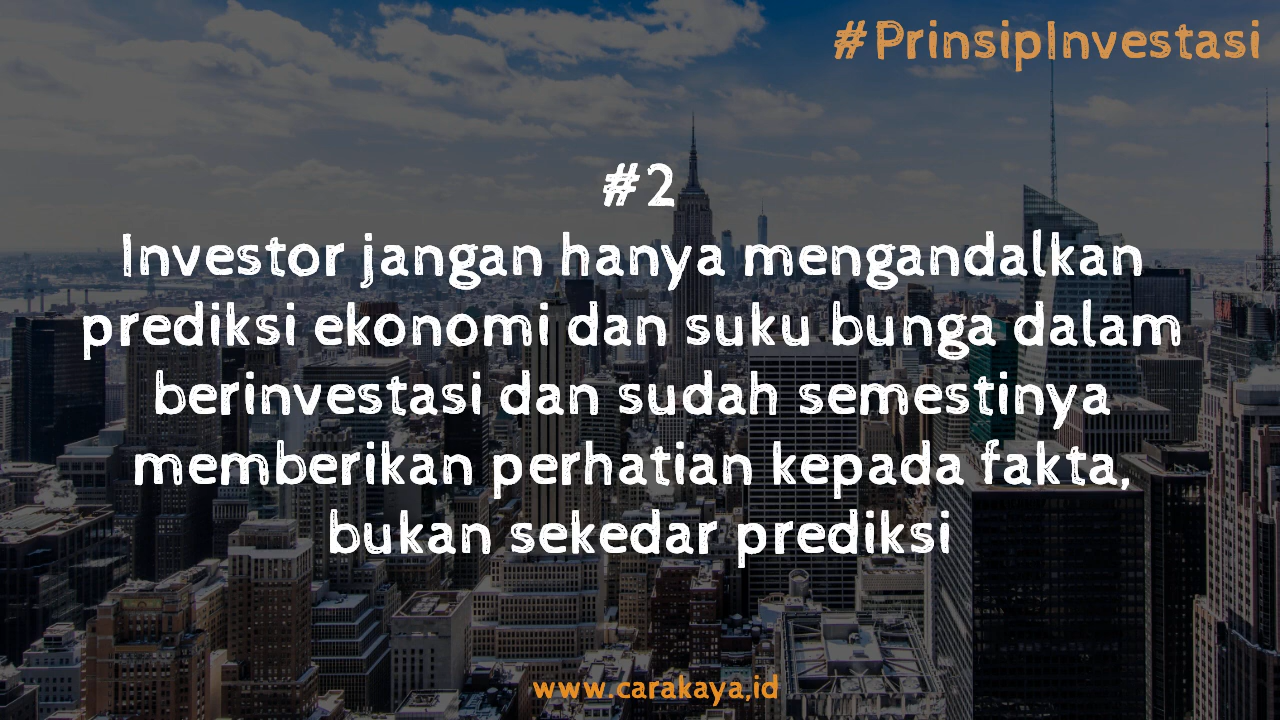 #PrinsipInvestasi
#2
Investor jangan hanya mengandalkan
prediksi ekonomi dan suku bunga dalam
berinvestasi dan sudah semestinya
memberikan perhatian kepada fakta,
bukan sekedar prediksi
www.carakaya.id